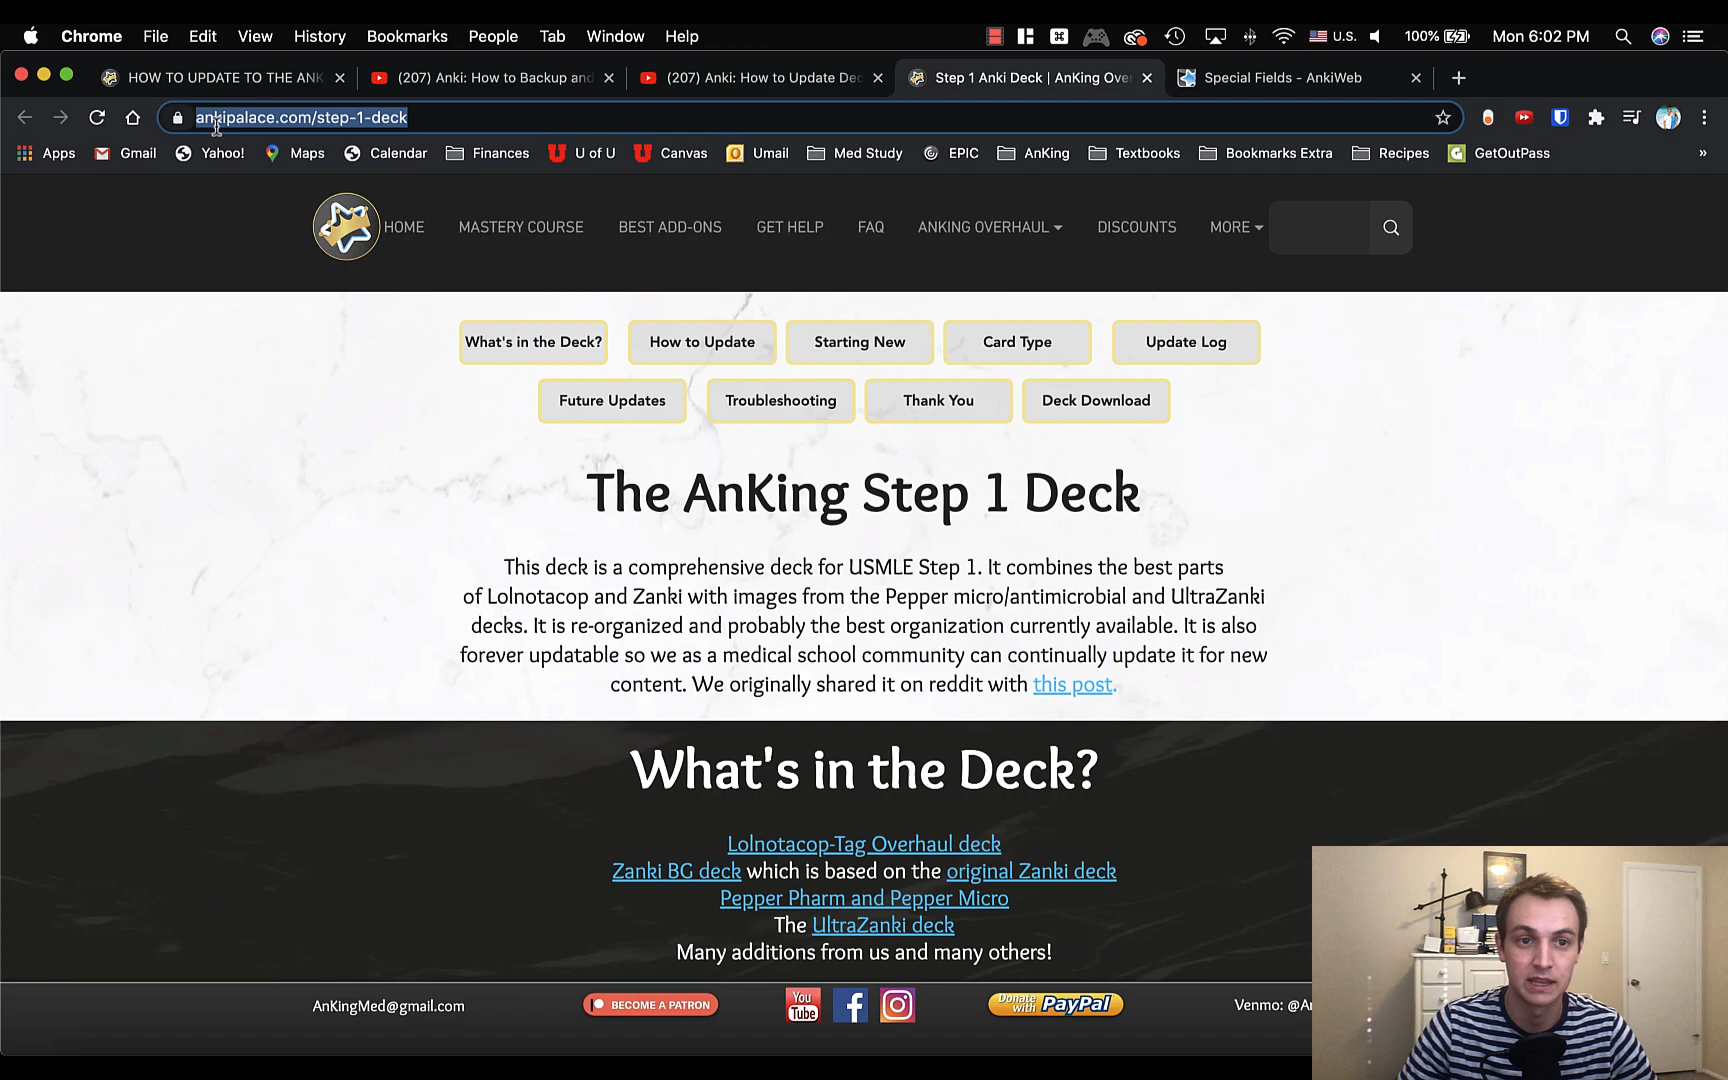 Chrome File Edit View History Bookmarks People Tab Window Help U.S. 100% Mon 6:02 PM
HOW TO UPDATE TO THE ANK
(207) Anki: How to Backup and
(207) Anki: How to Update Dec
Step 1 Anki Deck | AnKing Over
Special Fields - AnkiWeb
ankipalace.com/step-1-deck
Apps Gmail Yahoo! Maps Calendar Finances U of U Canvas Umail Med Study EPIC AnKing Textbooks Bookmarks Extra Recipes GetOutPass »
HOME MASTERY COURSE BEST ADD-ONS GET HELP FAQ ANKING OVERHAUL DISCOUNTS MORE
What's in the Deck? How to Update Starting New Card Type Update Log
Future Updates Troubleshooting Thank You Deck Download
The AnKing Step 1 Deck
This deck is a comprehensive deck for USMLE Step 1. It combines the best parts
of Lolnotacop and Zanki with images from the Pepper micro/antimicrobial and UltraZanki
decks. It is re-organized and probably the best organization currently available. It is also
forever updatable so we as a medical school community can continually update it for new
content. We originally shared it on reddit with this post.
What's in the Deck?
Lolnotacop-Tag Overhaul deck
Zanki BG deck which is based on the original Zanki deck
Pepper Pharm and Pepper Micro
The UltraZanki deck
Many additions from us and many others!
AnKingMed@gmail.com BECOME A PATRON You Tube Donate with PayPal Venmo: @A